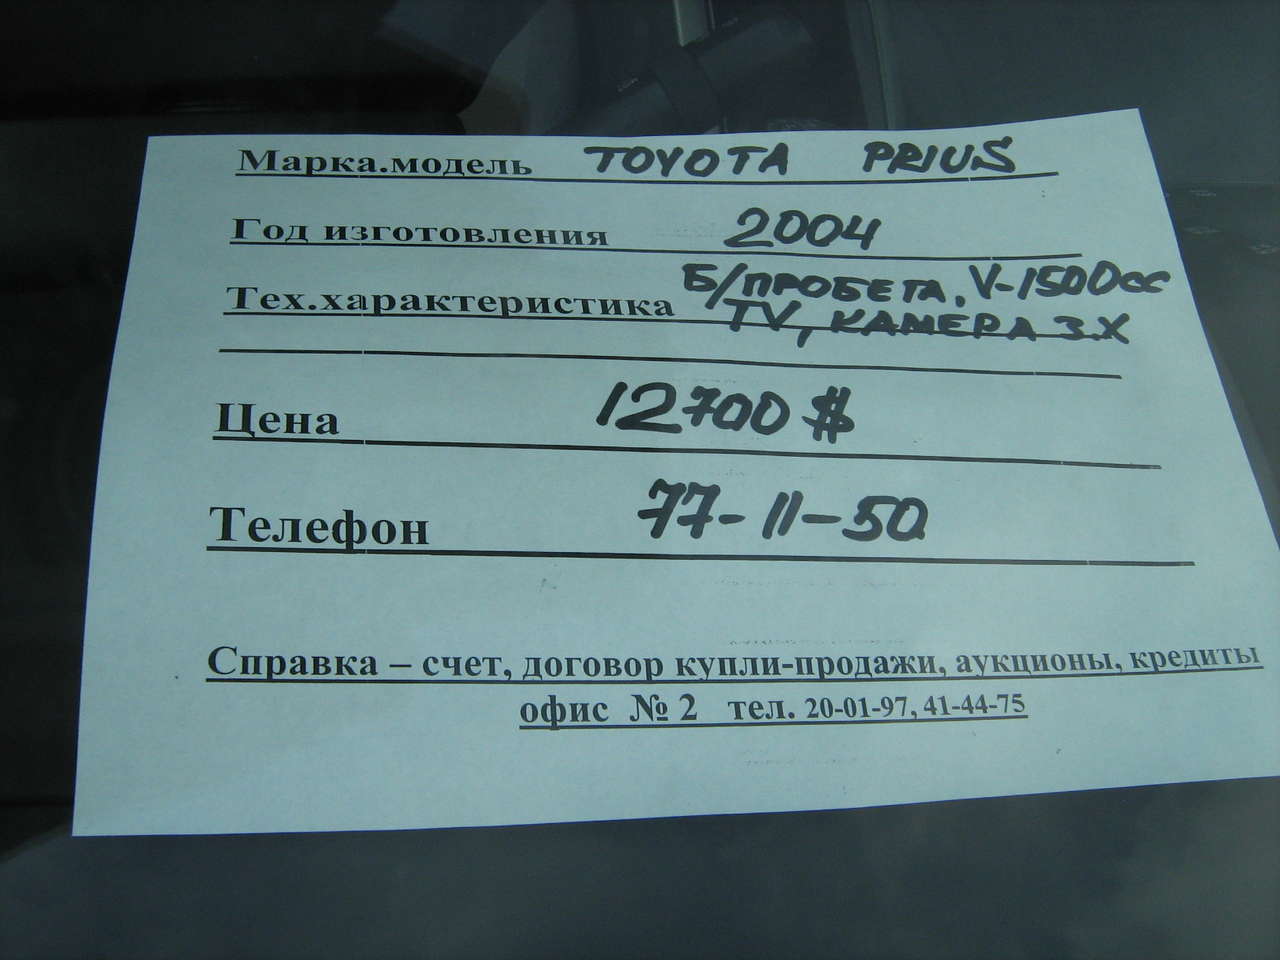 Марка.модель TOYOTA PRIUS
Год изготовления 2004
Тех.характеристика Б/ПРОБЕГА, V-1500cc
TV, КАМЕРА З.Х
Цена 12700 $
Телефон 77-11-50
Справка – счет, договор купли-продажи, аукционы, кредиты
офис № 2 тел. 20-01-97, 41-44-75